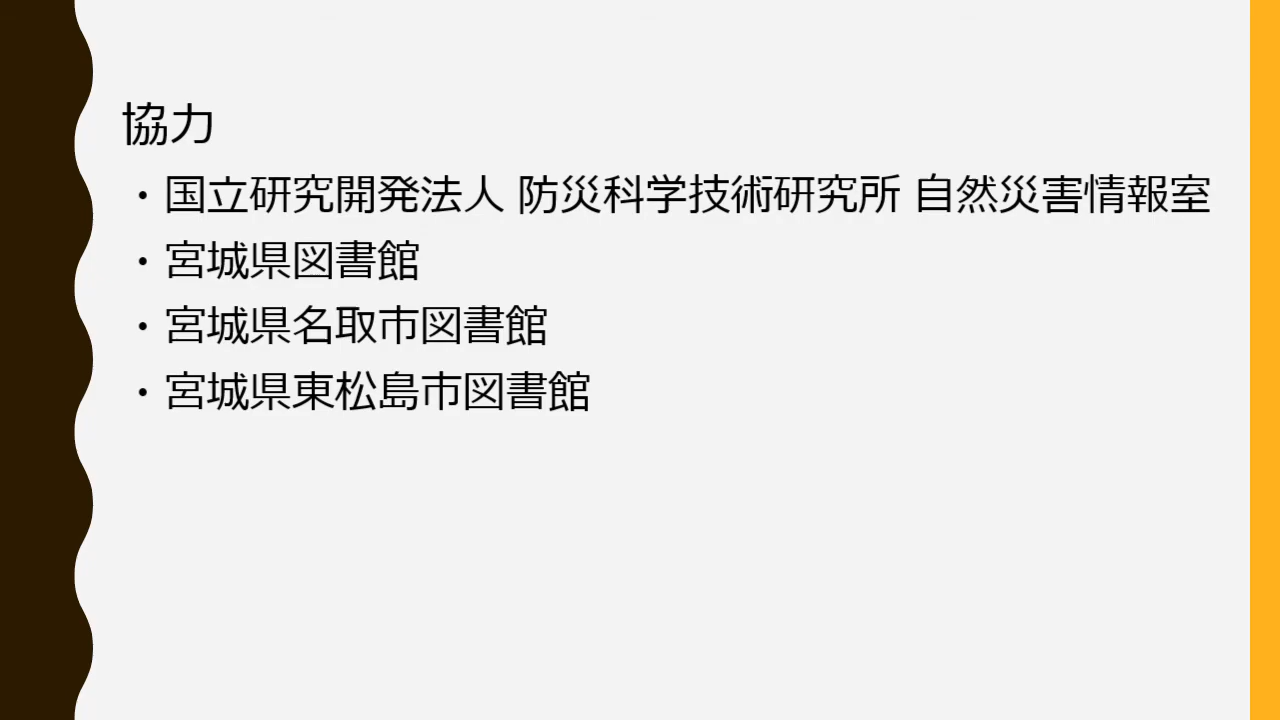 協力
・国立研究開発法人 防災科学技術研究所 自然災害情報室
・宮城県図書館
・宮城県名取市図書館
・宮城県東松島市図書館